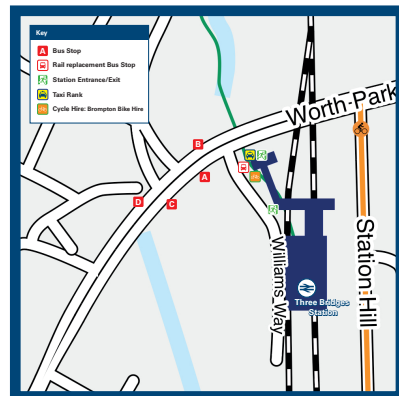 Key
A Bus Stop
Rail replacement Bus Stop
Station Entrance/Exit
Taxi Rank
Cycle Hire: Brompton Bike Hire
Worth Park
B
A
D
C
Williams Way
Station Hill
Three Bridges
Station